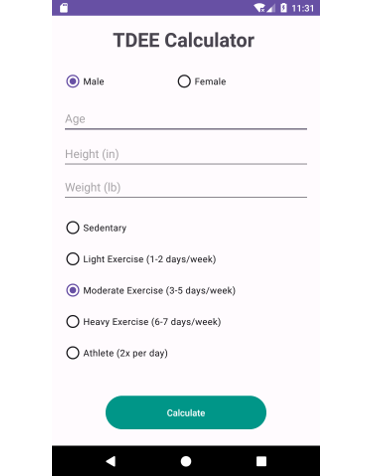 11:31
TDEE Calculator
Male Female
Age
Height (in)
Weight (lb)
Sedentary
Light Exercise (1-2 days/week)
Moderate Exercise (3-5 days/week)
Heavy Exercise (6-7 days/week)
Athlete (2x per day)
Calculate